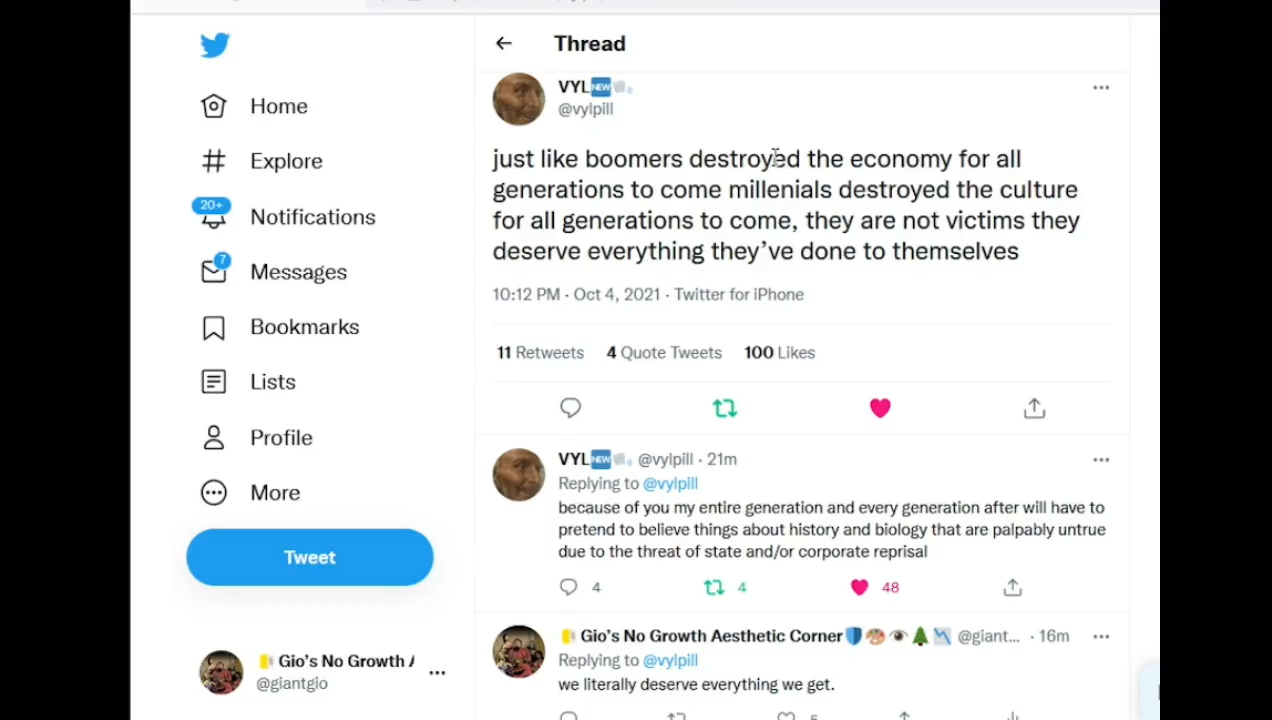 Thread
VYL NEW
@vylpill
just like boomers destroyed the economy for all
generations to come millenials destroyed the culture
for all generations to come, they are not victims they
deserve everything they've done to themselves
10:12 PM · Oct 4, 2021 · Twitter for iPhone
11 Retweets 4 Quote Tweets 100 Likes
VYL NEW @vylpill · 21m
Replying to @vylpill
because of you my entire generation and every generation after will have to
pretend to believe things about history and biology that are palpably untrue
due to the threat of state and/or corporate reprisal
4 4 48
Gio's No Growth Aesthetic Corner @giant... · 16m
Replying to @vylpill
we literally deserve everything we get.
5
Home
Explore
20+
Notifications
7
Messages
Bookmarks
Lists
Profile
More
Tweet
Gio's No Growth
@giantgio